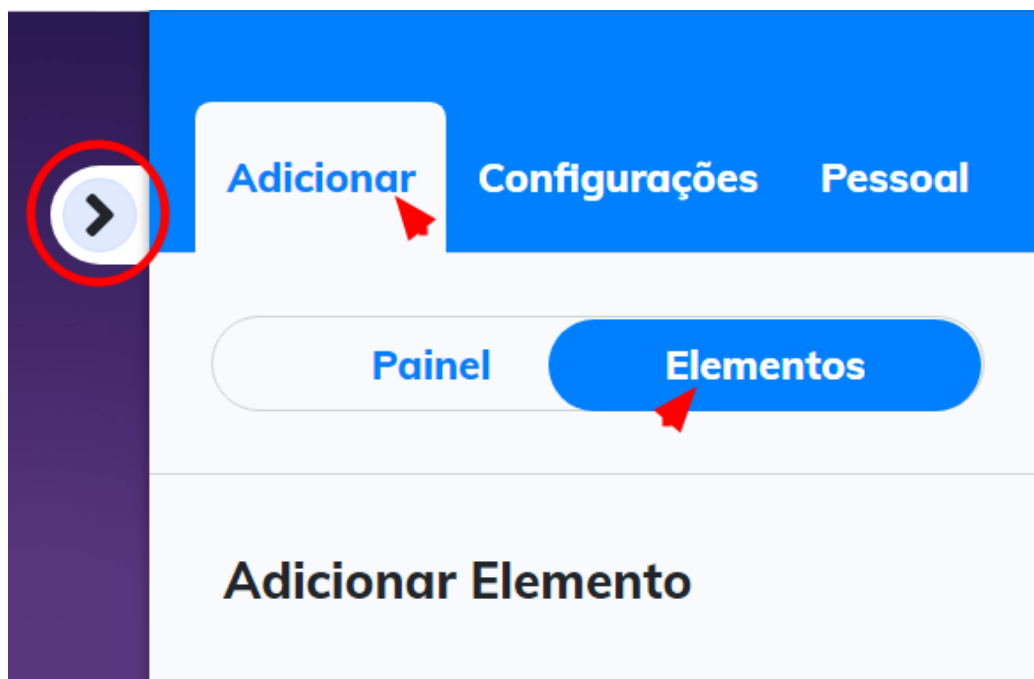 Adicionar Configurações Pessoal
Painel Elementos
Adicionar Elemento